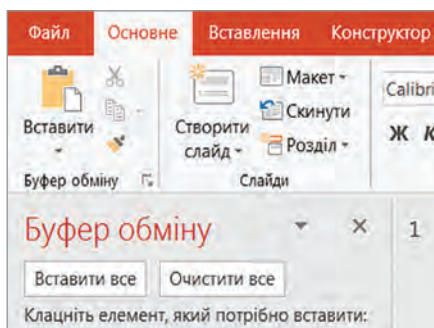 Файл Основне Вставлення Конструктор
Макет
Calibri
Скинути
Вставити Створити
слайд Розділ Ж К
Буфер обміну Слайди
Буфер обміну 1
Вставити все Очистити все
Клацніть елемент, який потрібно вставити: